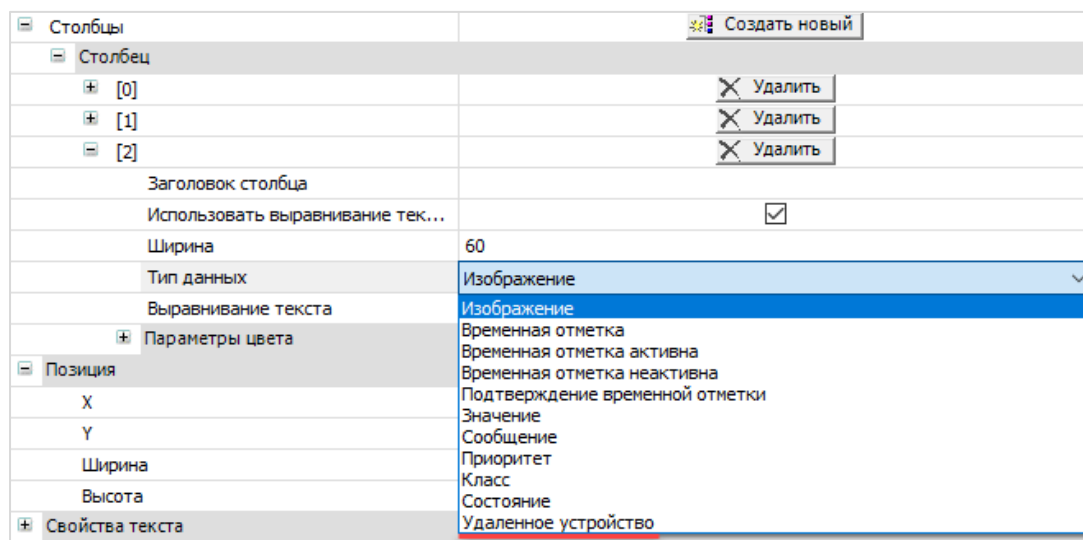 Столбцы Создать новый
Столбец
[0] Удалить
[1] Удалить
[2] Удалить
Заголовок столбца
Использовать выравнивание тек...
Ширина 60
Тип данных Изображение
Выравнивание текста Изображение
Временная отметка
Параметры цвета Временная отметка активна
Позиция Временная отметка неактивна
X Подтверждение временной отметки
Значение
Y Сообщение
Ширина Приоритет
Класс
Высота Состояние
Свойства текста Удаленное устройство